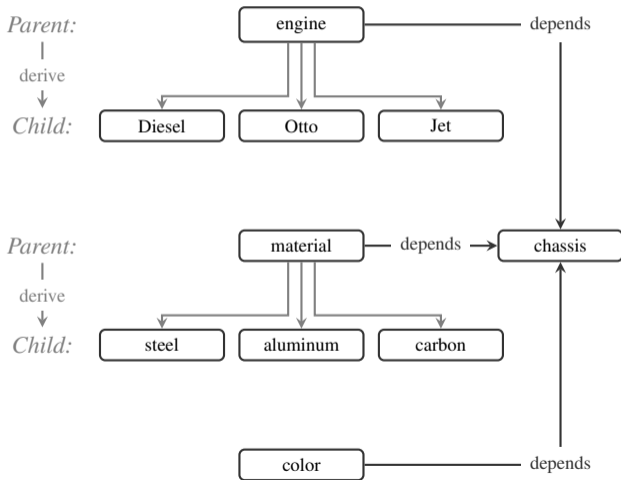 Parent:
engine
depends
derive
Child:
Diesel
Otto
Jet
Parent:
material
depends
chassis
derive
Child:
steel
aluminum
carbon
color
depends